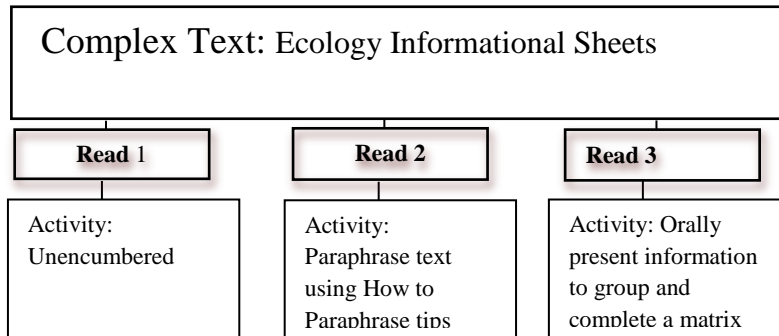 Complex Text: Ecology Informational Sheets
Read 1
Read 2
Read 3
Activity:
Unencumbered
Activity:
Paraphrase text
using How to
Paraphrase tips
Activity: Orally
present information
to group and
complete a matrix